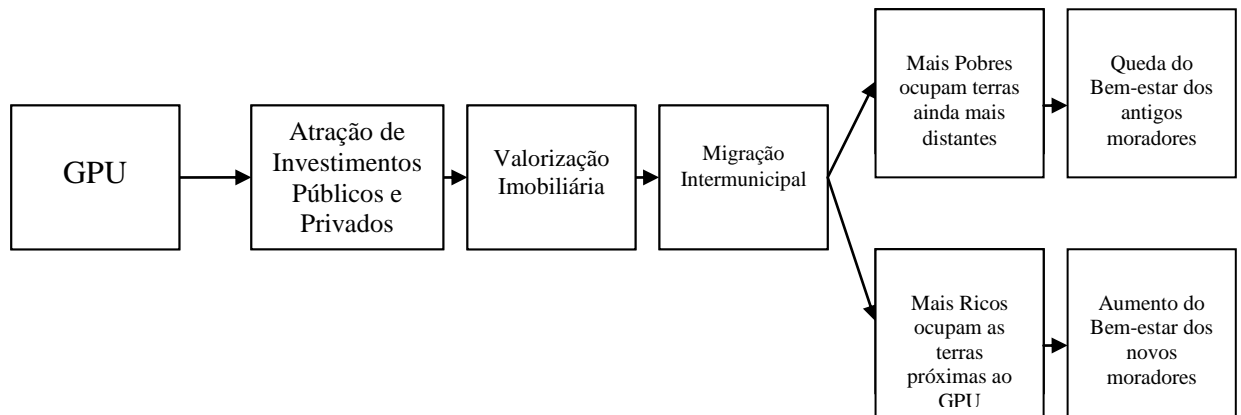 GPU
Atração de
Investimentos
Públicos e
Privados
Valorização
Imobiliária
Migração
Intermunicipal
Mais Pobres
ocupam terras
ainda mais
distantes
Queda do
Bem-estar dos
antigos
moradores
Mais Ricos
ocupam as
terras
próximas ao
GPU
Aumento do
Bem-estar dos
novos
moradores